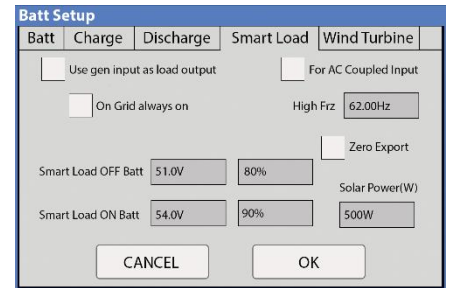 Batt Setup
Batt Charge Discharge Smart Load Wind Turbine
Use gen input as load output For AC Coupled Input
On Grid always on High Frz 62.00Hz
Zero Export
Smart Load OFF Batt 51.0V 80%
Solar Power(W)
Smart Load ON Batt 54.0V 90% 500W
CANCEL OK